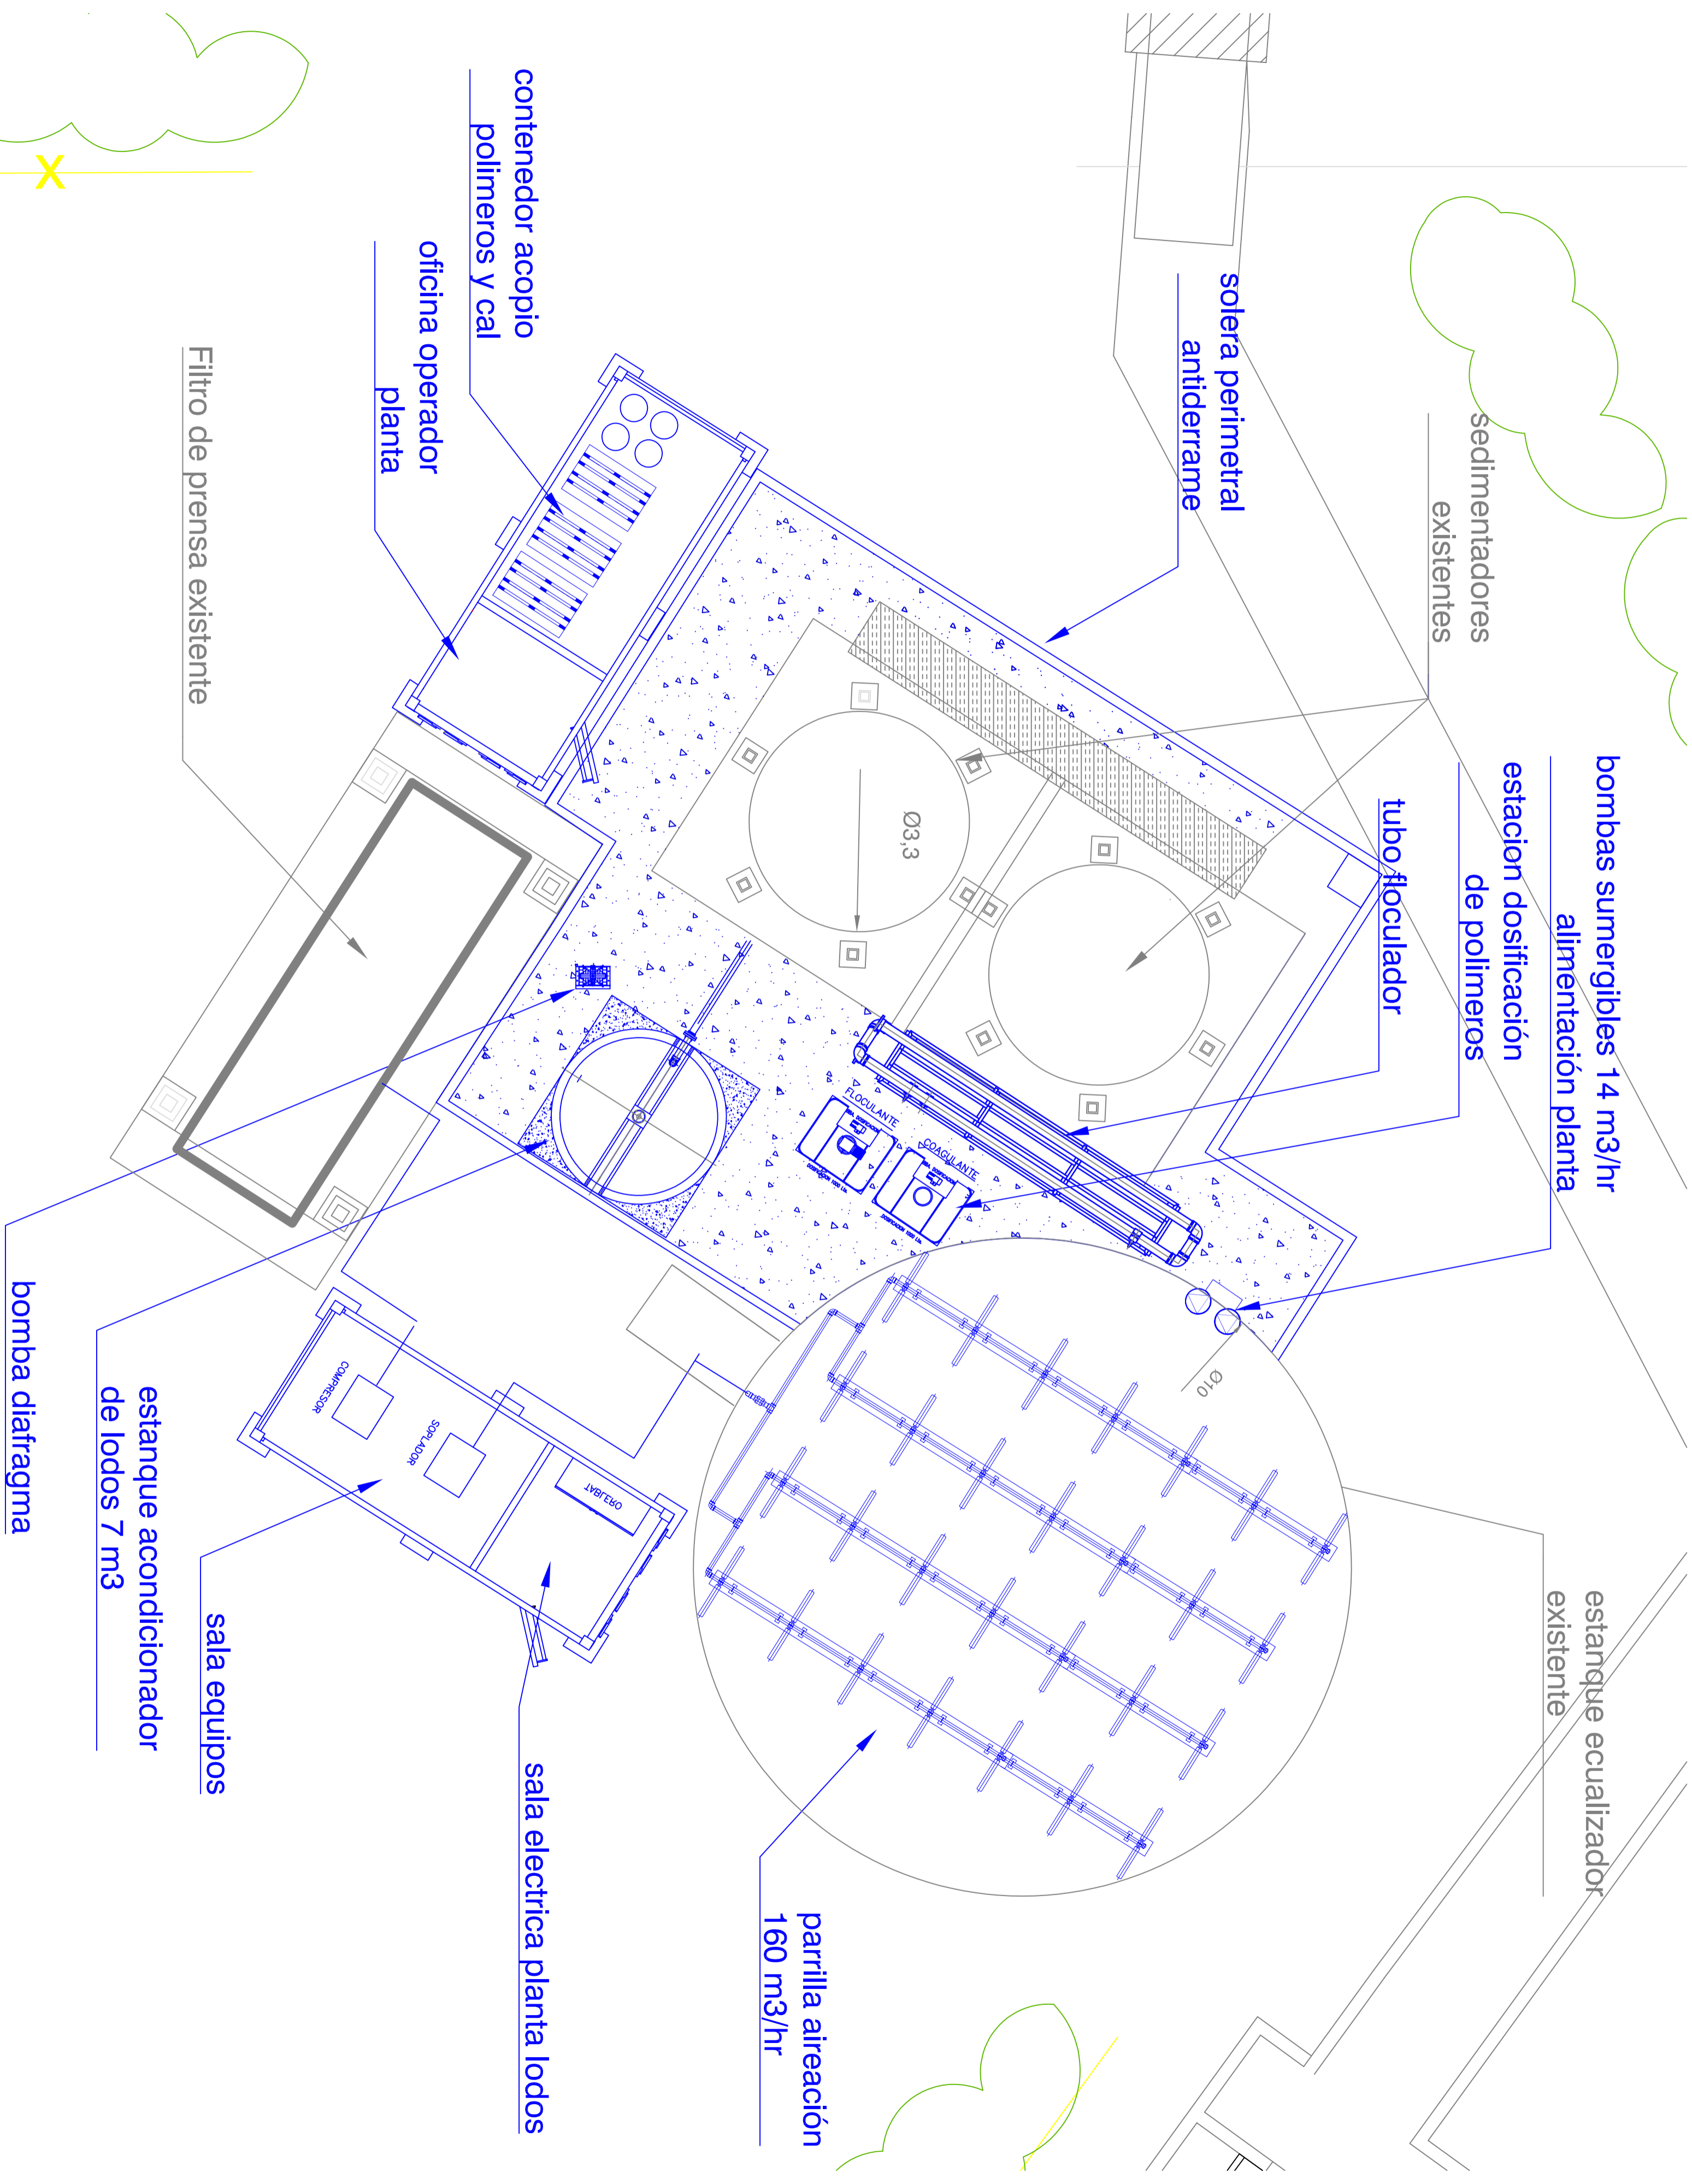 bombas sumergibles 14 m3/hr
alimentación planta
estacion dosificación
de polimeros
tubo floculador
sedimentadores
existentes
solera perimetral
antiderrame
contenedor acopio
polimeros y cal
oficina operador
planta
Filtro de prensa existente
Ø3,3
Ø10
FLOCULANTE
COAGULANTE
COMPRESOR
SOPLADOR
TABLERO
estanque ecualizador
existente
parrilla aireación
160 m3/hr
sala electrica planta lodos
sala equipos
estanque acondicionador
de lodos 7 m3
bomba diafragma
X